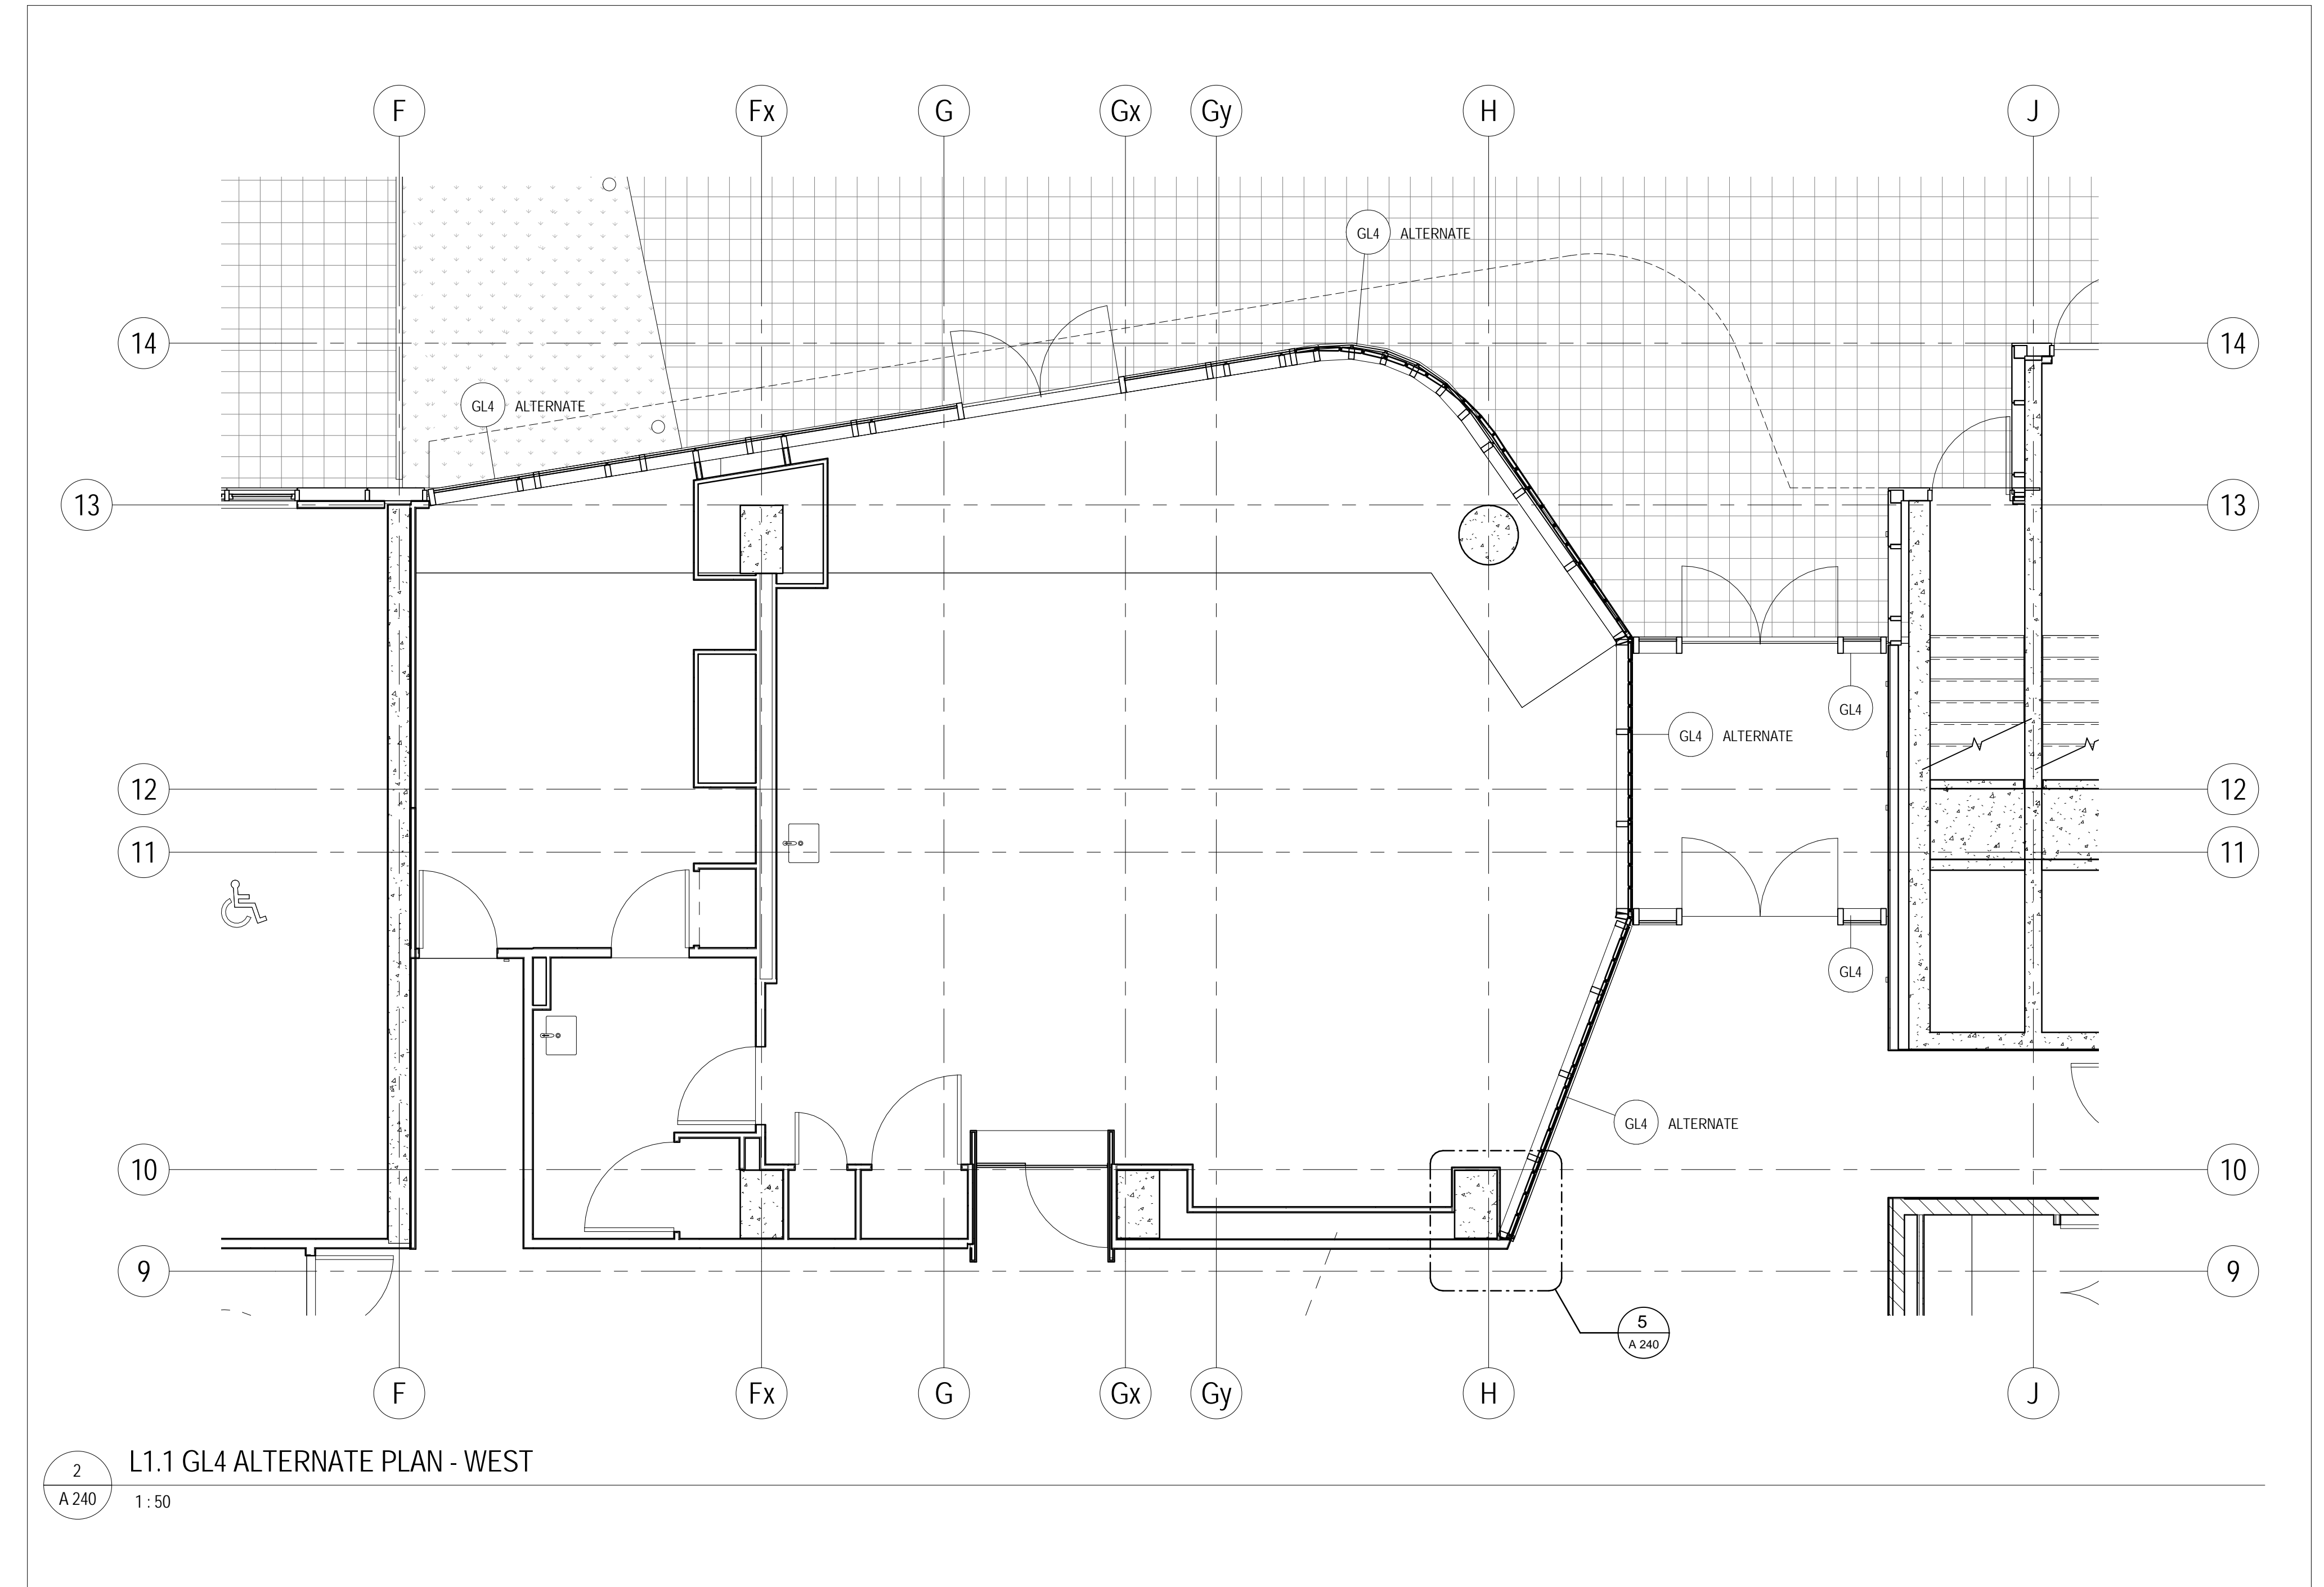 F Fx G Gx Gy H J
GL4 ALTERNATE
14 14
GL4 ALTERNATE
13 13
GL4
GL4 ALTERNATE
12 12
11 11
GL4
GL4 ALTERNATE
10 10
9 9
5
A 240
F Fx G Gx Gy H J
L1.1 GL4 ALTERNATE PLAN - WEST
2
A 240
1 : 50